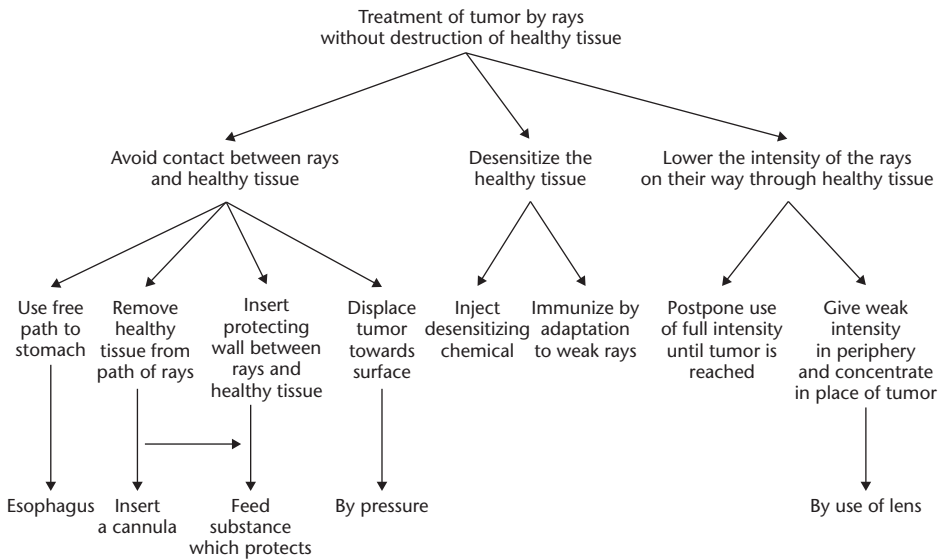 Treatment of tumor by rays
without destruction of healthy tissue
Avoid contact between rays
and healthy tissue
Desensitize the
healthy tissue
Lower the intensity of the rays
on their way through healthy tissue
Use free
path to
stomach
Remove
healthy
tissue from
path of rays
Insert
protecting
wall between
rays and
healthy tissue
Displace
tumor
towards
surface
Inject
desensitizing
chemical
Immunize by
adaptation
to weak rays
Postpone use
of full intensity
until tumor is
reached
Give weak
intensity
in periphery
and concentrate
in place of tumor
Esophagus
Insert
a cannula
Feed
substance
which protects
By pressure
By use of lens